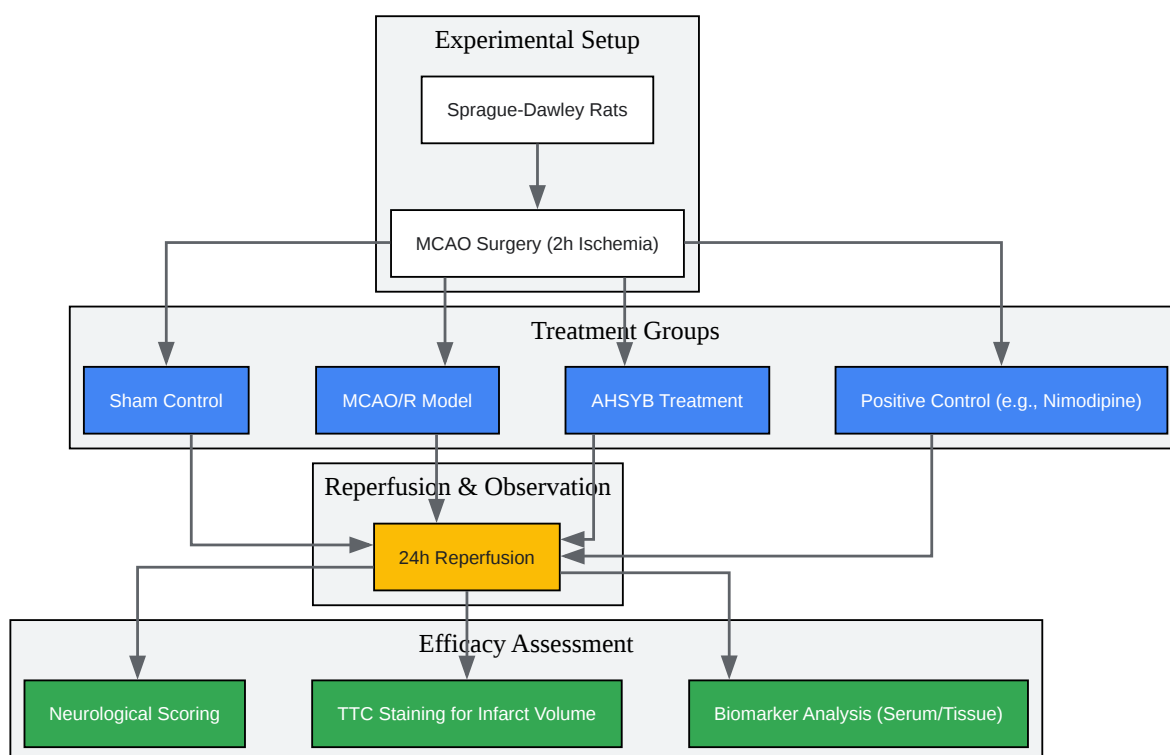 Experimental Setup
Sprague-Dawley Rats
MCAO Surgery (2h Ischemia)
Treatment Groups
Sham Control
MCAO/R Model
AHSYB Treatment
Positive Control (e.g., Nimodipine)
Reperfusion & Observation
24h Reperfusion
Efficacy Assessment
Neurological Scoring
TTC Staining for Infarct Volume
Biomarker Analysis (Serum/Tissue)